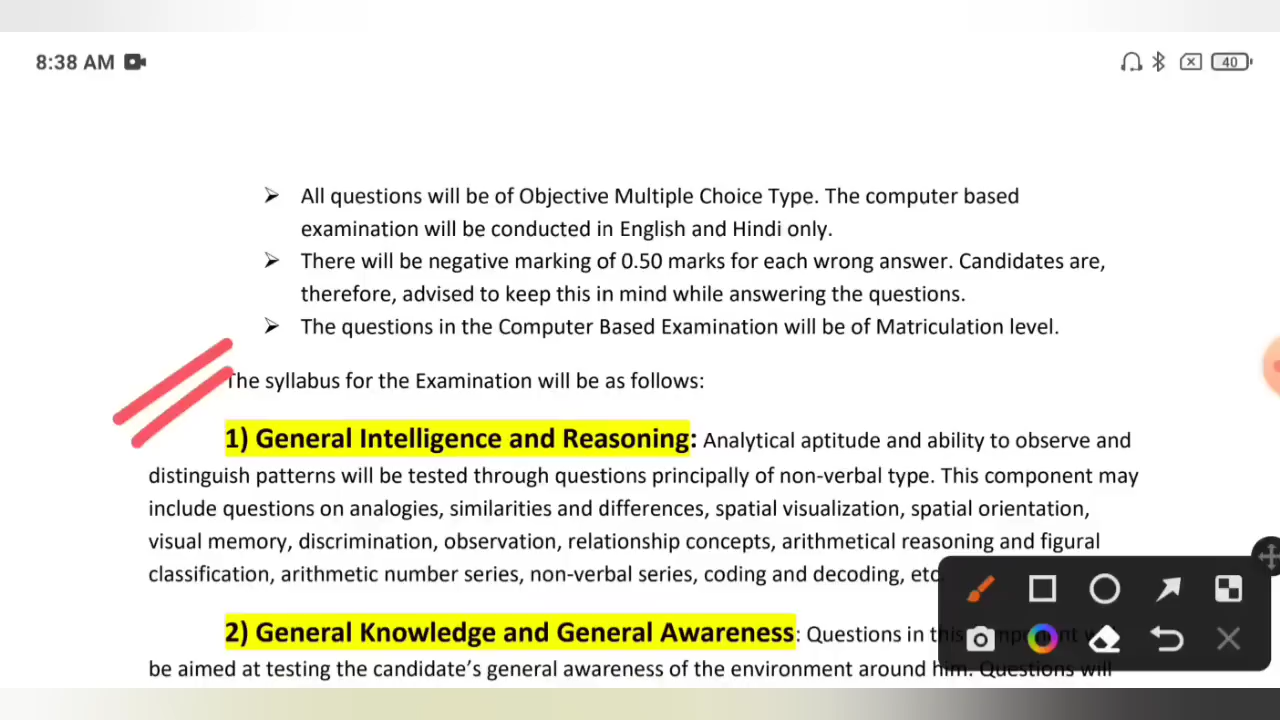 8:38 AM
40
➢ All questions will be of Objective Multiple Choice Type. The computer based
examination will be conducted in English and Hindi only.
➢ There will be negative marking of 0.50 marks for each wrong answer. Candidates are,
therefore, advised to keep this in mind while answering the questions.
➢ The questions in the Computer Based Examination will be of Matriculation level.
The syllabus for the Examination will be as follows:
1) General Intelligence and Reasoning: Analytical aptitude and ability to observe and
distinguish patterns will be tested through questions principally of non-verbal type. This component may
include questions on analogies, similarities and differences, spatial visualization, spatial orientation,
visual memory, discrimination, observation, relationship concepts, arithmetical reasoning and figural
classification, arithmetic number series, non-verbal series, coding and decoding, etc
2) General Knowledge and General Awareness: Questions in this component w
be aimed at testing the candidate's general awareness of the environment around him. Questions will